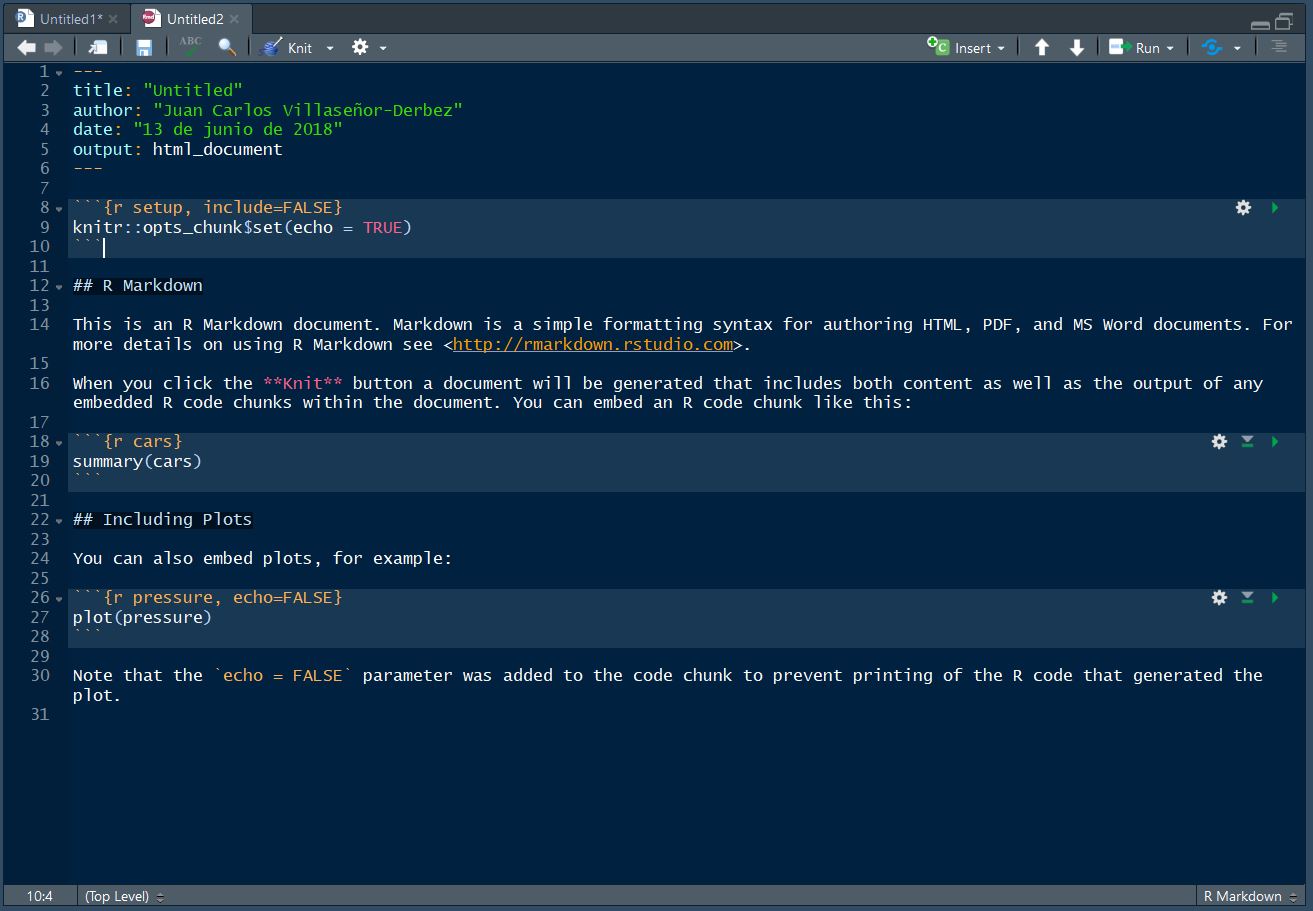 Untitled1* × Untitled2 ×
ABC Knit Insert Run
1 ---
2 title: "Untitled"
3 author: "Juan Carlos Villaseñor-Derbez"
4 date: "13 de junio de 2018"
5 output: html_document
6 ---
7
8 ```{r setup, include=FALSE}
9 knitr::opts_chunk$set(echo = TRUE)
10 ```
11
12 ## R Markdown
13
14 This is an R Markdown document. Markdown is a simple formatting syntax for authoring HTML, PDF, and MS Word documents. For
more details on using R Markdown see <http://rmarkdown.rstudio.com>.
15
16 When you click the **Knit** button a document will be generated that includes both content as well as the output of any
embedded R code chunks within the document. You can embed an R code chunk like this:
17
18 ```{r cars}
19 summary(cars)
20 ```
21
22 ## Including Plots
23
24 You can also embed plots, for example:
25
26 ```{r pressure, echo=FALSE}
27 plot(pressure)
28 ```
29
30 Note that the `echo = FALSE` parameter was added to the code chunk to prevent printing of the R code that generated the
plot.
31
10:4 (Top Level) R Markdown